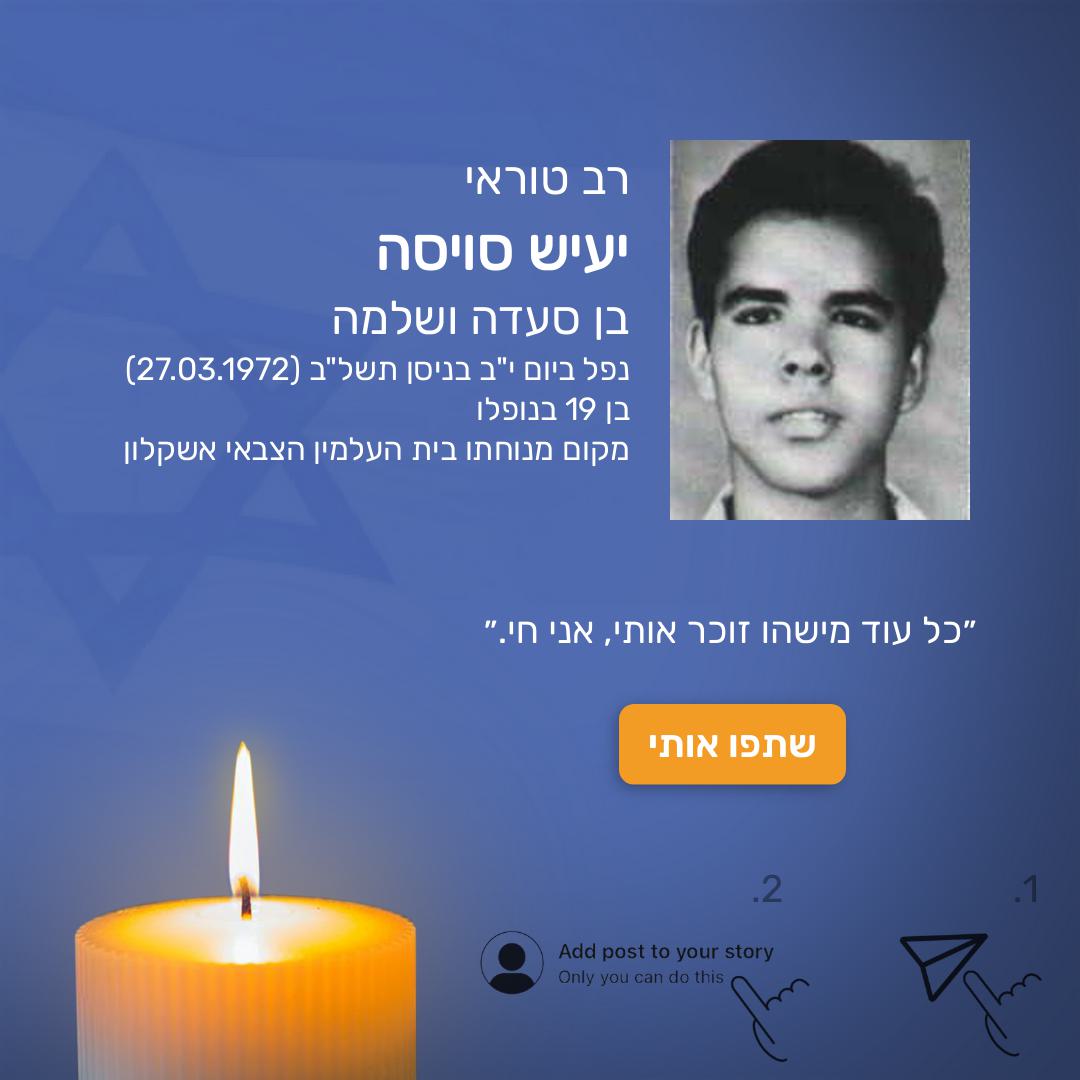 רב טוראי
יעיש סויסה
בן סעדה ושלמה
נפל ביום י"ב בניסן תשל"ב (27.03.1972)
בן 19 בנופלו
מקום מנוחתו בית העלמין הצבאי אשקלון
״כל עוד מישהו זוכר אותי, אני חי.״
שתפו אותי
1.
2.
Add post to your story
Only you can do this